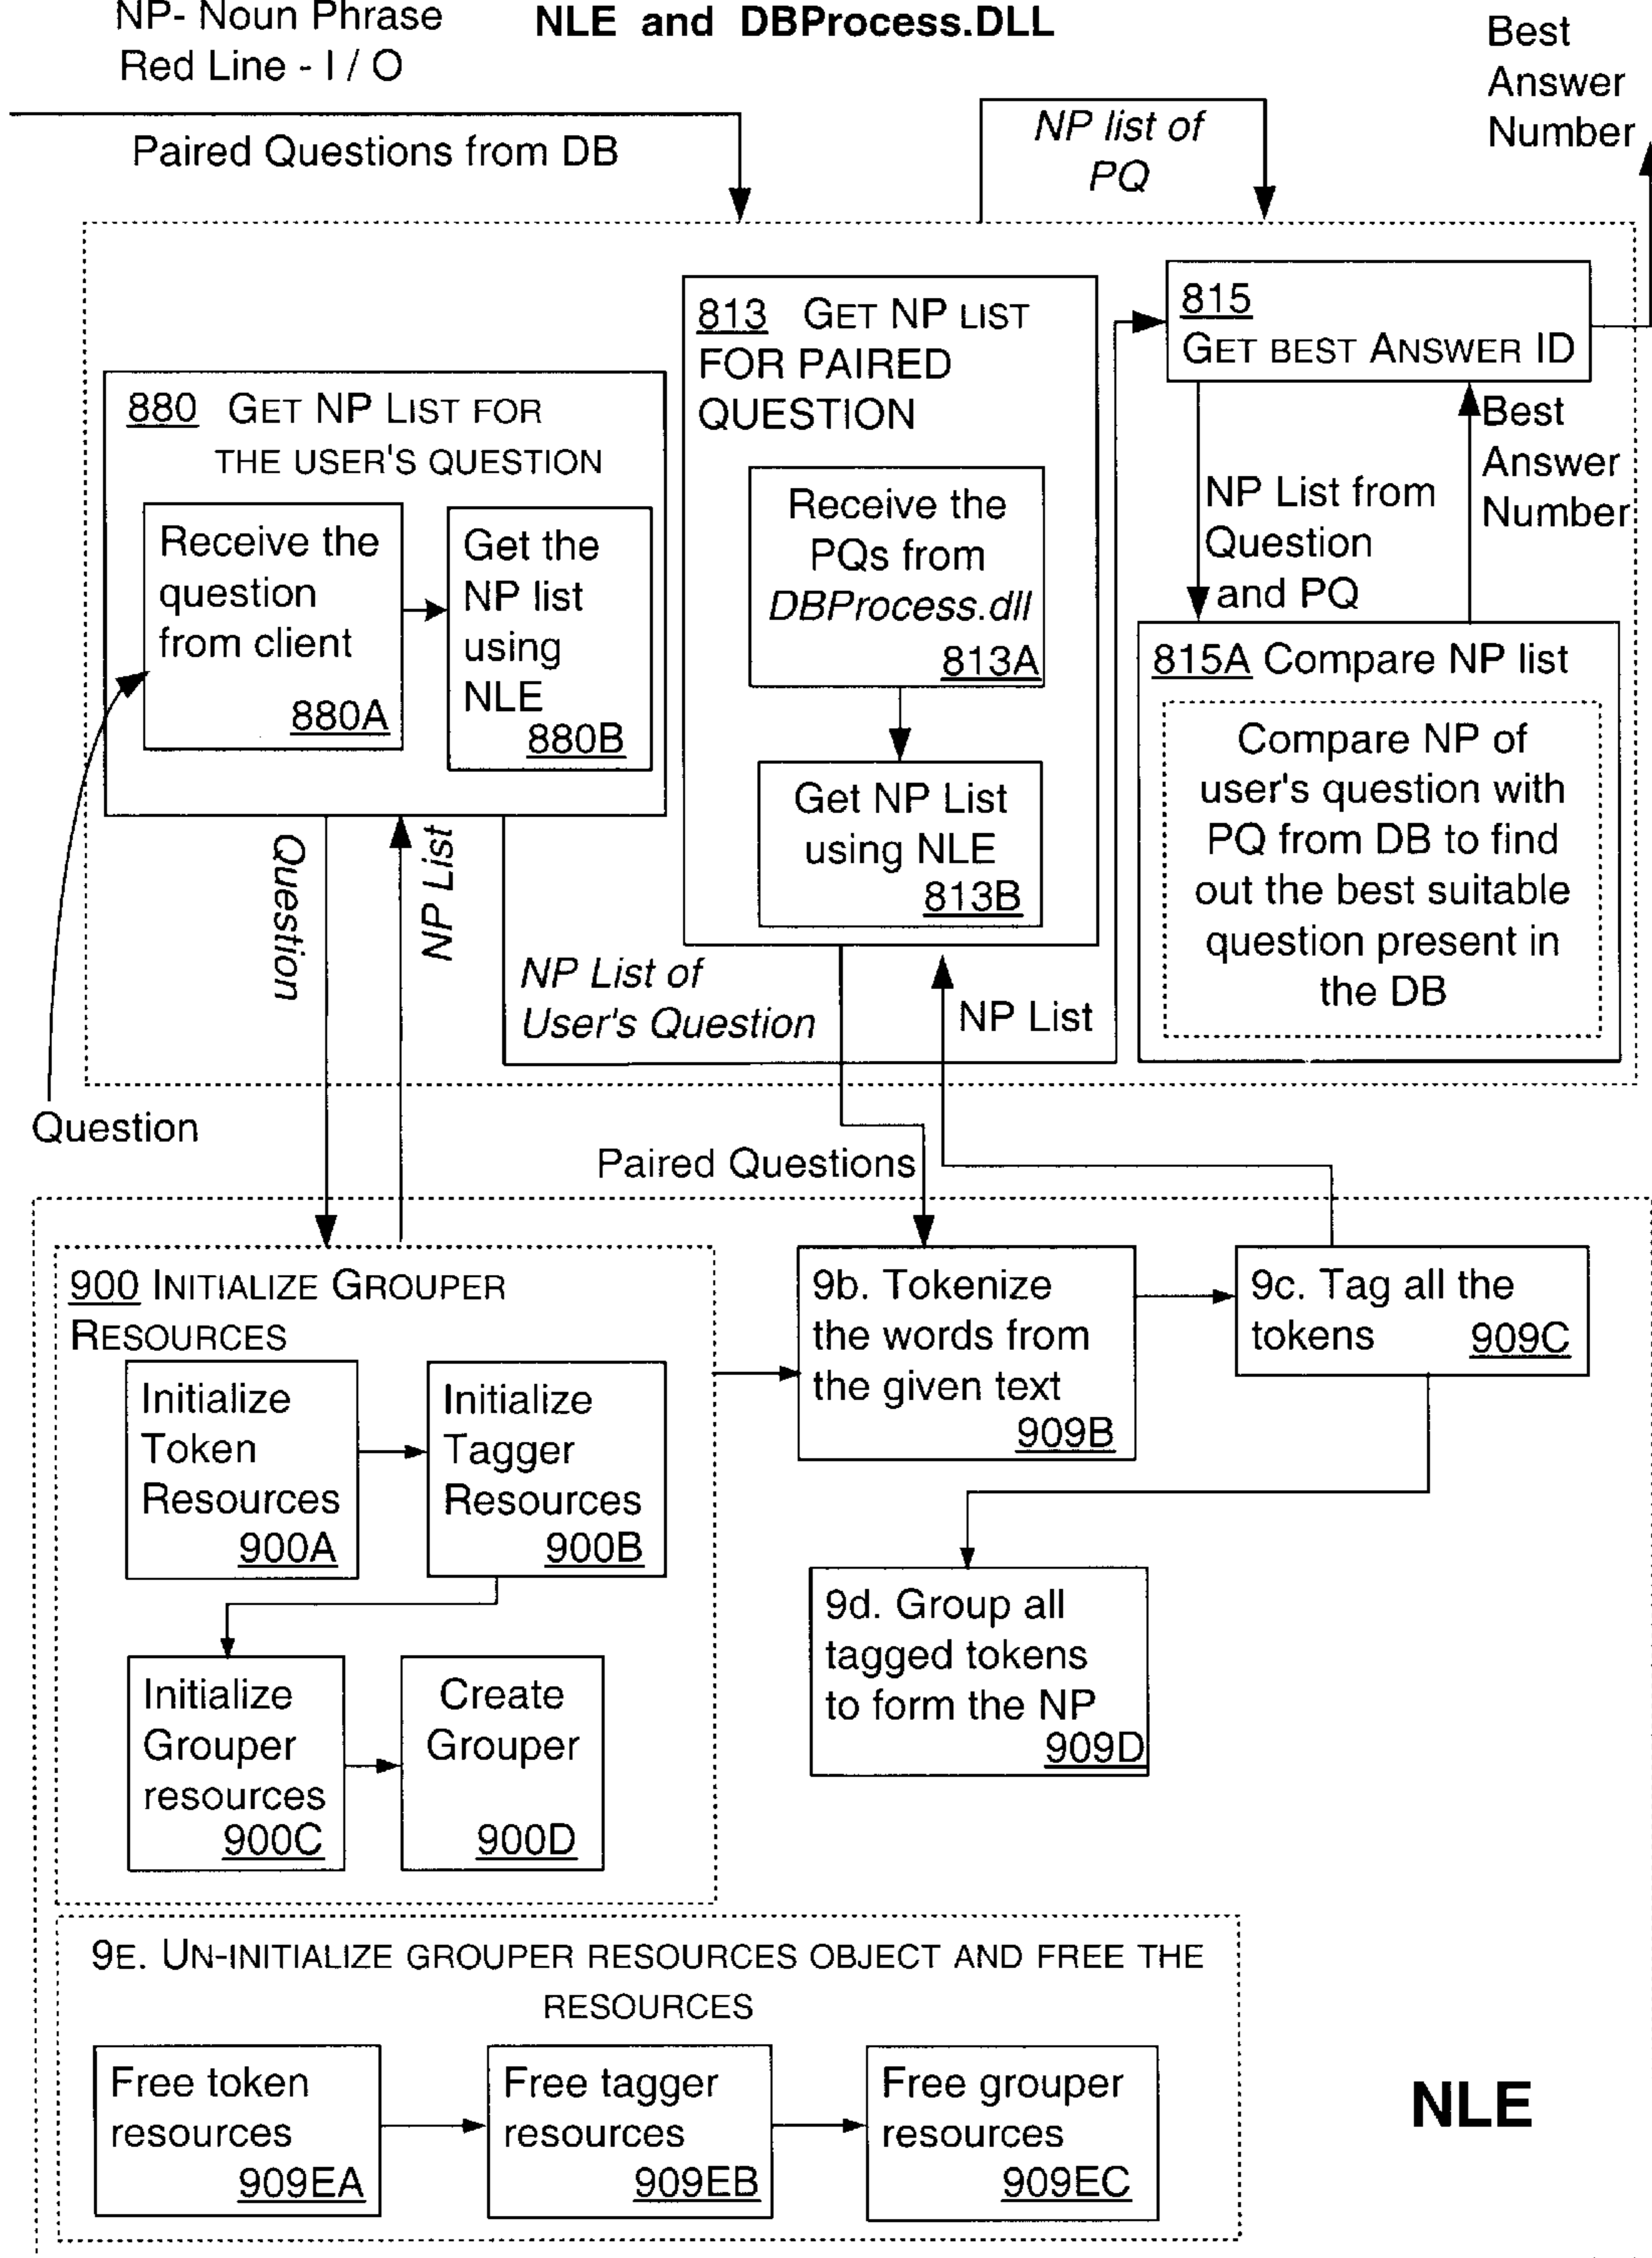 NP- Noun Phrase
Red Line - I / O
NLE and DBProcess.DLL
Best
Answer
Number
Paired Questions from DB
NP list of
PQ
880 GET NP LIST FOR
THE USER'S QUESTION
Receive the
question
from client
880A
Get the
NP list
using
NLE
880B
813 GET NP LIST
FOR PAIRED
QUESTION
Receive the
PQs from
DBProcess.dll
813A
Get NP List
using NLE
813B
815
GET BEST ANSWER ID
NP List from
Question
and PQ
Best
Answer
Number
815A Compare NP list
Compare NP of
user's question with
PQ from DB to find
out the best suitable
question present in
the DB
Question
NP List
NP List of
User's Question
NP List
Question
Paired Questions
900 INITIALIZE GROUPER
RESOURCES
Initialize
Token
Resources
900A
Initialize
Tagger
Resources
900B
Initialize
Grouper
resources
900C
Create
Grouper
900D
9b. Tokenize
the words from
the given text
909B
9c. Tag all the
tokens 909C
9d. Group all
tagged tokens
to form the NP
909D
9E. UN-INITIALIZE GROUPER RESOURCES OBJECT AND FREE THE
RESOURCES
Free token
resources
909EA
Free tagger
resources
909EB
Free grouper
resources
909EC
NLE